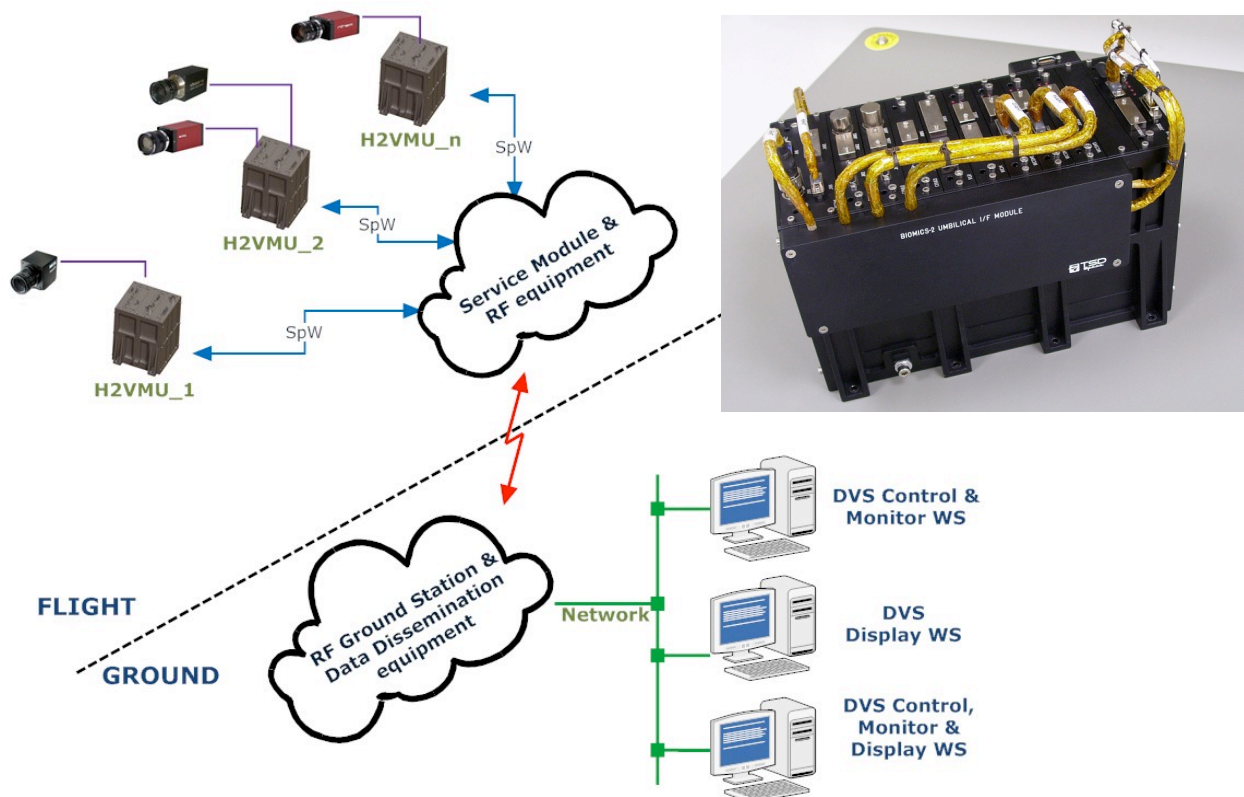 H2VMU_n
SpW
H2VMU_2
SpW
SpW
H2VMU_1
Service Module &
RF equipment
BIOMICS-2 UMBILICAL I/F MODULE
TSD
FLIGHT
GROUND
RF Ground Station &
Data Dissemination
equipment
Network
DVS Control &
Monitor WS
DVS
Display WS
DVS Control,
Monitor &
Display WS